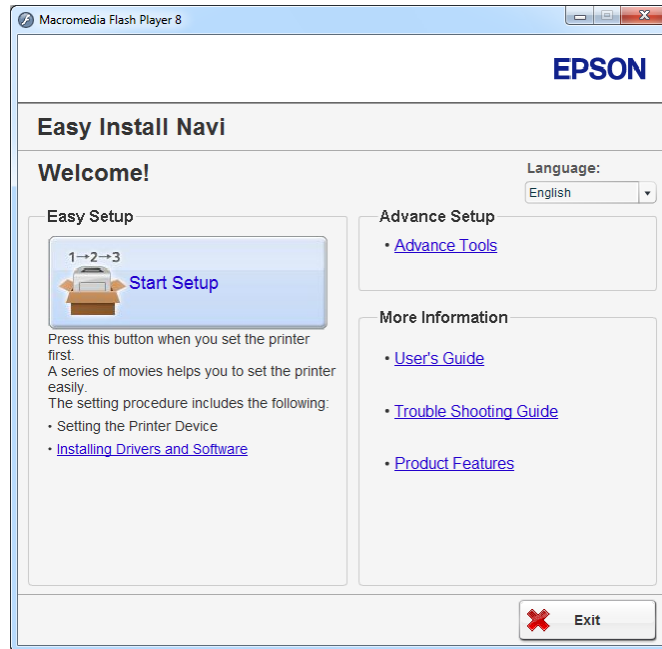 Macromedia Flash Player 8
EPSON
Easy Install Navi
Welcome!
Language:
English
Easy Setup
1→2→3
Start Setup
Press this button when you set the printer
first.
A series of movies helps you to set the printer
easily.
The setting procedure includes the following:
• Setting the Printer Device
• Installing Drivers and Software
Advance Setup
• Advance Tools
More Information
• User's Guide
• Trouble Shooting Guide
• Product Features
Exit